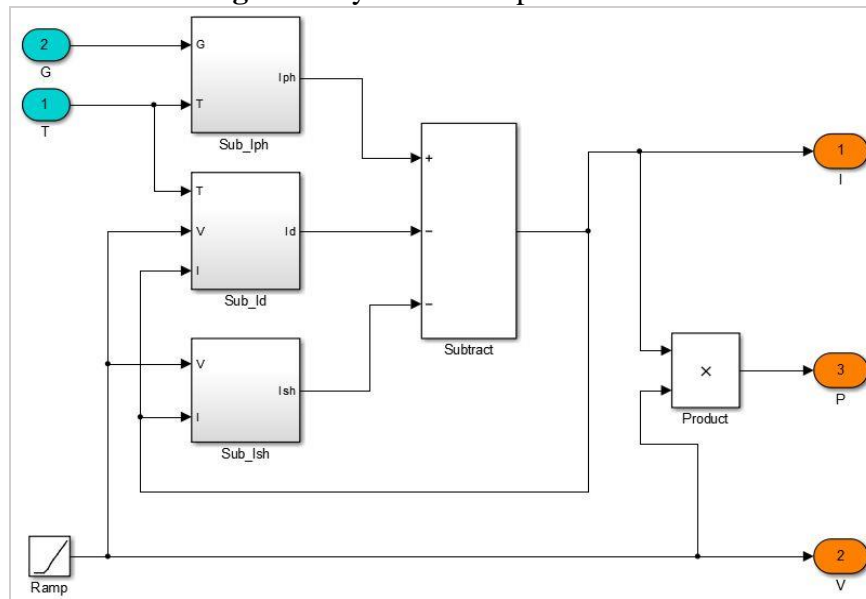 2
G
1
T
G
T
Iph
Sub_Iph
T
V
I
Id
Sub_Id
V
I
Ish
Sub_Ish
+
−
−
Subtract
1
I
×
Product
3
P
Ramp
2
V